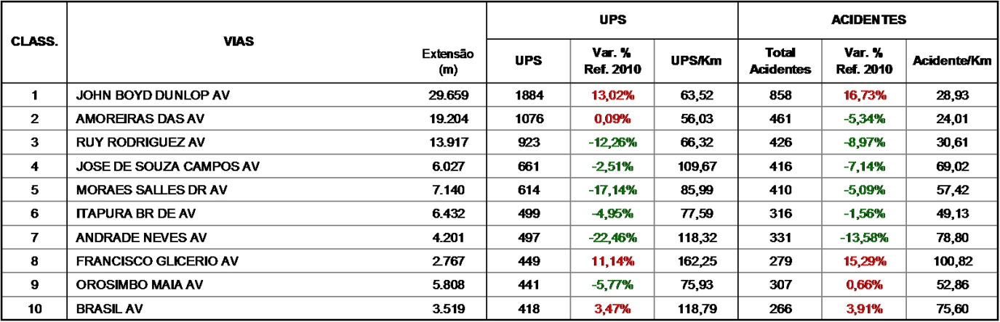 CLASS. VIAS Extensão (m) UPS ACIDENTES
UPS Var. % Ref. 2010 UPS/Km Total Acidentes Var. % Ref. 2010 Acidente/Km
1 JOHN BOYD DUNLOP AV 29.659 1884 13,02% 63,52 858 16,73% 28,93
2 AMOREIRAS DAS AV 19.204 1076 0,09% 56,03 461 -5,34% 24,01
3 RUY RODRIGUEZ AV 13.917 923 -12,26% 66,32 426 -8,97% 30,61
4 JOSE DE SOUZA CAMPOS AV 6.027 661 -2,51% 109,67 416 -7,14% 69,02
5 MORAES SALLES DR AV 7.140 614 -17,14% 85,99 410 -5,09% 57,42
6 ITAPURA BR DE AV 6.432 499 -4,95% 77,59 316 -1,56% 49,13
7 ANDRADE NEVES AV 4.201 497 -22,46% 118,32 331 -13,58% 78,80
8 FRANCISCO GLICERIO AV 2.767 449 11,14% 162,25 279 15,29% 100,82
9 OROSIMBO MAIA AV 5.808 441 -5,77% 75,93 307 0,66% 52,86
10 BRASIL AV 3.519 418 3,47% 118,79 266 3,91% 75,60